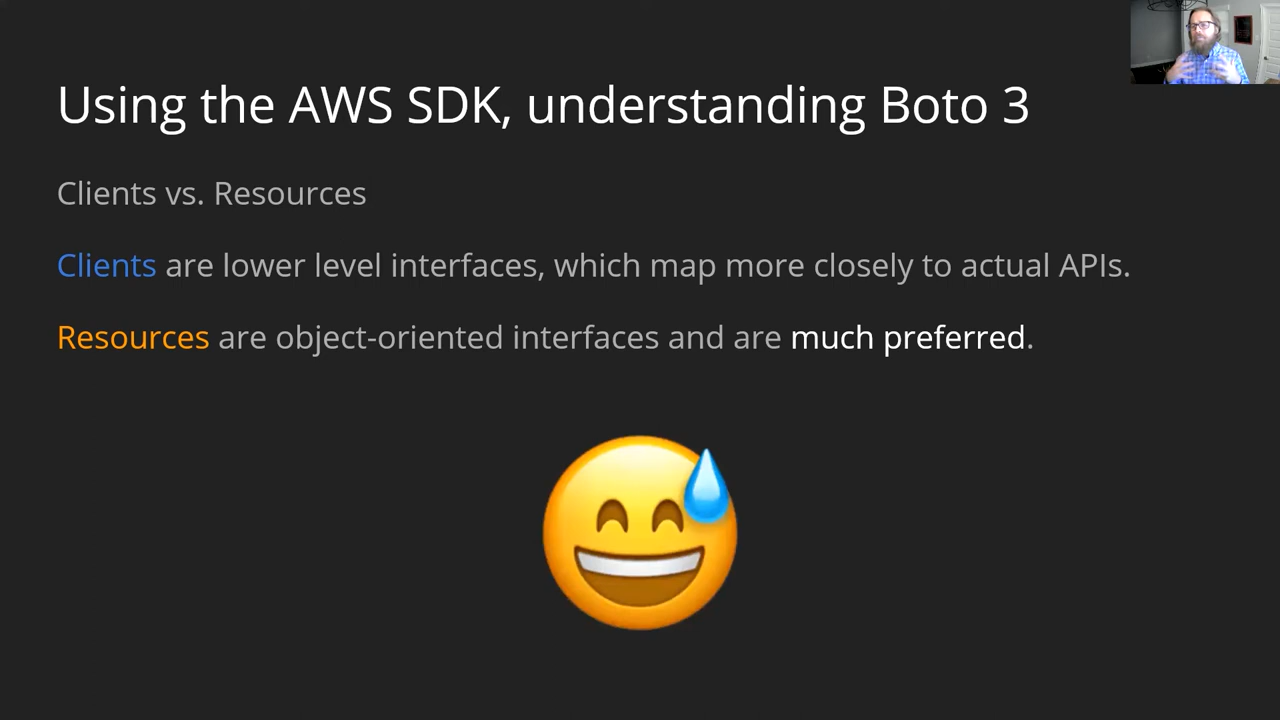 Using the AWS SDK, understanding Boto 3
Clients vs. Resources
Clients are lower level interfaces, which map more closely to actual APIs.
Resources are object-oriented interfaces and are much preferred.